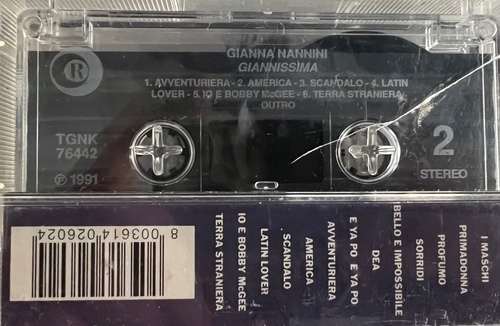 GIANNA NANNINI
GIANNISSIMA
1. AVVENTURIERA - 2. AMERICA - 3. SCANDALO - 4. LATIN
LOVER - 5. IO E BOBBY McGEE - 6. TERRA STRANIERA
OUTRO
R
TGNK
76442
℗ 1991
2
STEREO
I MASCHI
PRIMADONNA
PROFUMO
SORRIDI
BELLO E IMPOSSIBILE
DEA
E YA PO E YA PO
AVVENTURIERA
AMERICA
SCANDALO
LATIN LOVER
IO E BOBBY McGEE
TERRA STRANIERA
8 003614 026024